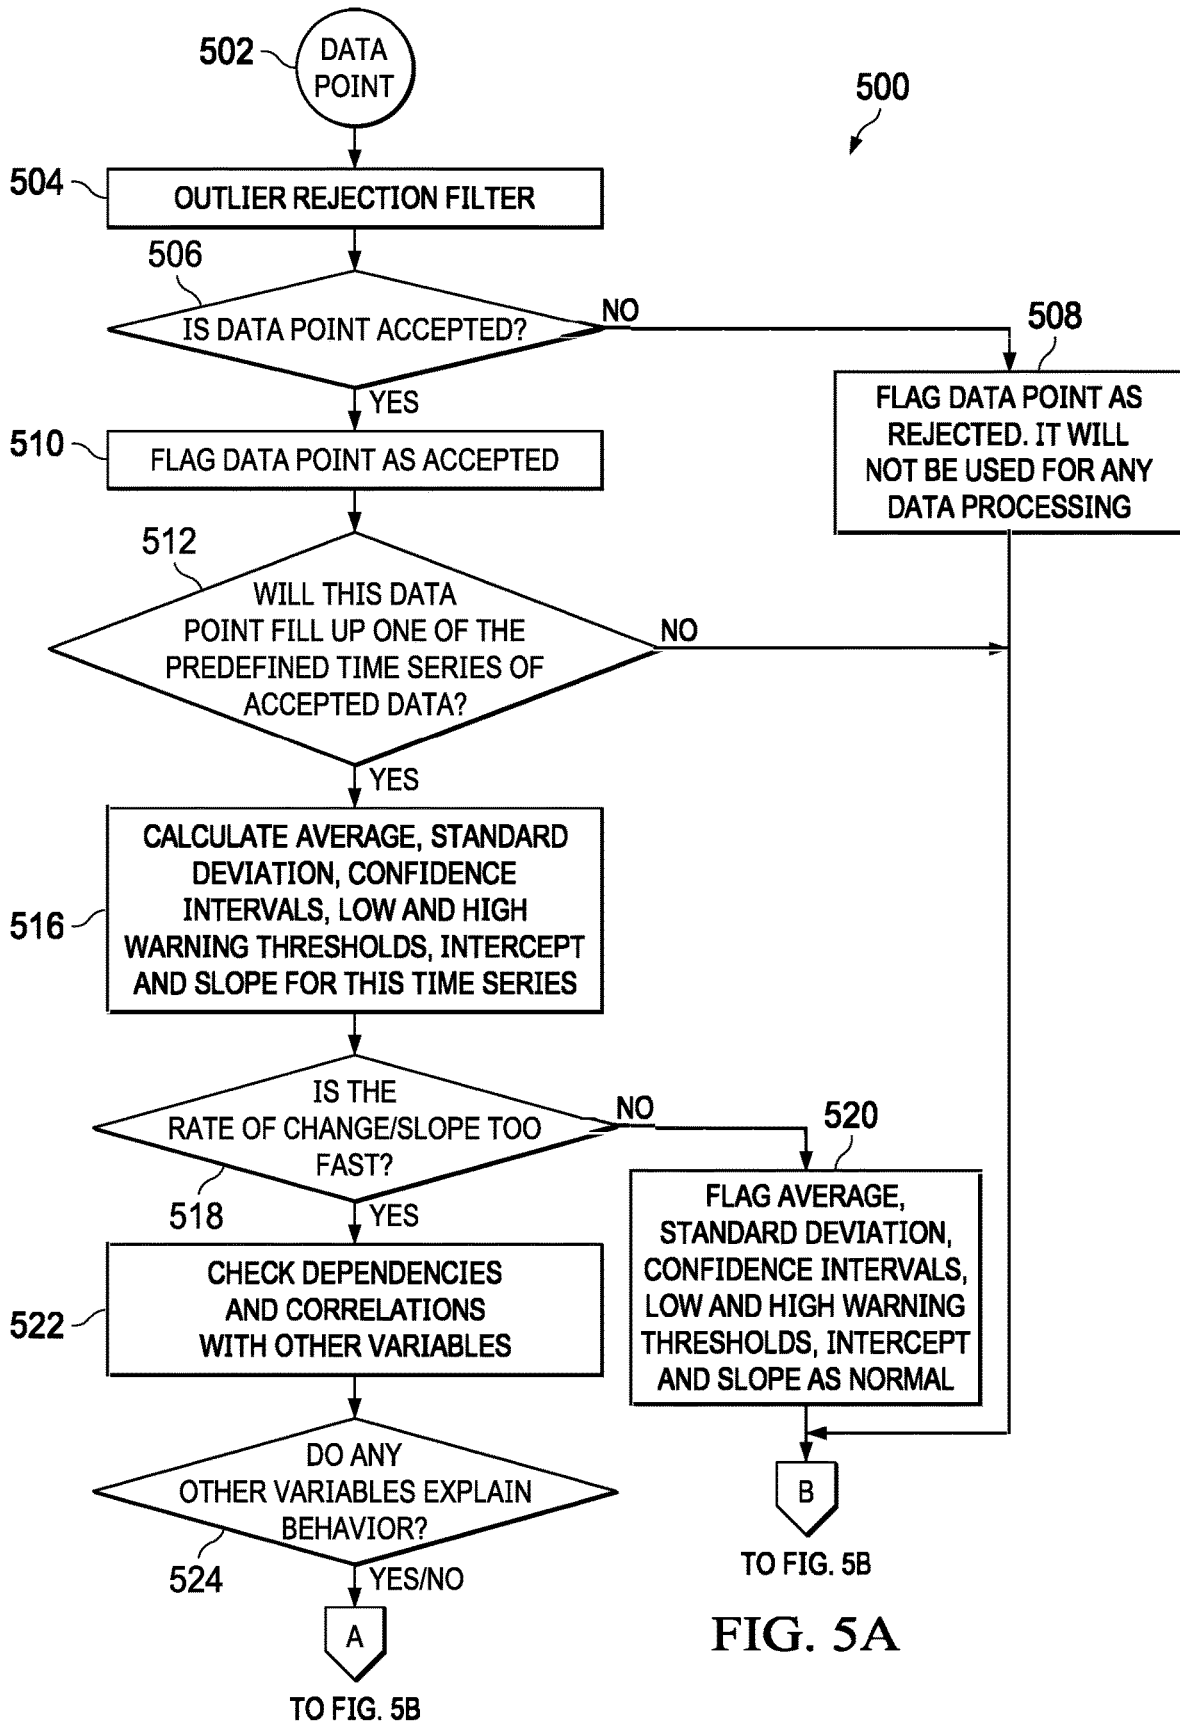 502
DATA
POINT
500
504
OUTLIER REJECTION FILTER
506
IS DATA POINT ACCEPTED?
NO
YES
508
FLAG DATA POINT AS
REJECTED. IT WILL
NOT BE USED FOR ANY
DATA PROCESSING
510
FLAG DATA POINT AS ACCEPTED
512
WILL THIS DATA
POINT FILL UP ONE OF THE
PREDEFINED TIME SERIES OF
ACCEPTED DATA?
NO
YES
516
CALCULATE AVERAGE, STANDARD
DEVIATION, CONFIDENCE
INTERVALS, LOW AND HIGH
WARNING THRESHOLDS, INTERCEPT
AND SLOPE FOR THIS TIME SERIES
IS THE
RATE OF CHANGE/SLOPE TOO
FAST?
518
NO
YES
520
FLAG AVERAGE,
STANDARD DEVIATION,
CONFIDENCE INTERVALS,
LOW AND HIGH WARNING
THRESHOLDS, INTERCEPT
AND SLOPE AS NORMAL
522
CHECK DEPENDENCIES
AND CORRELATIONS
WITH OTHER VARIABLES
DO ANY
OTHER VARIABLES EXPLAIN
BEHAVIOR?
524
YES/NO
B
TO FIG. 5B
A
TO FIG. 5B
FIG. 5A